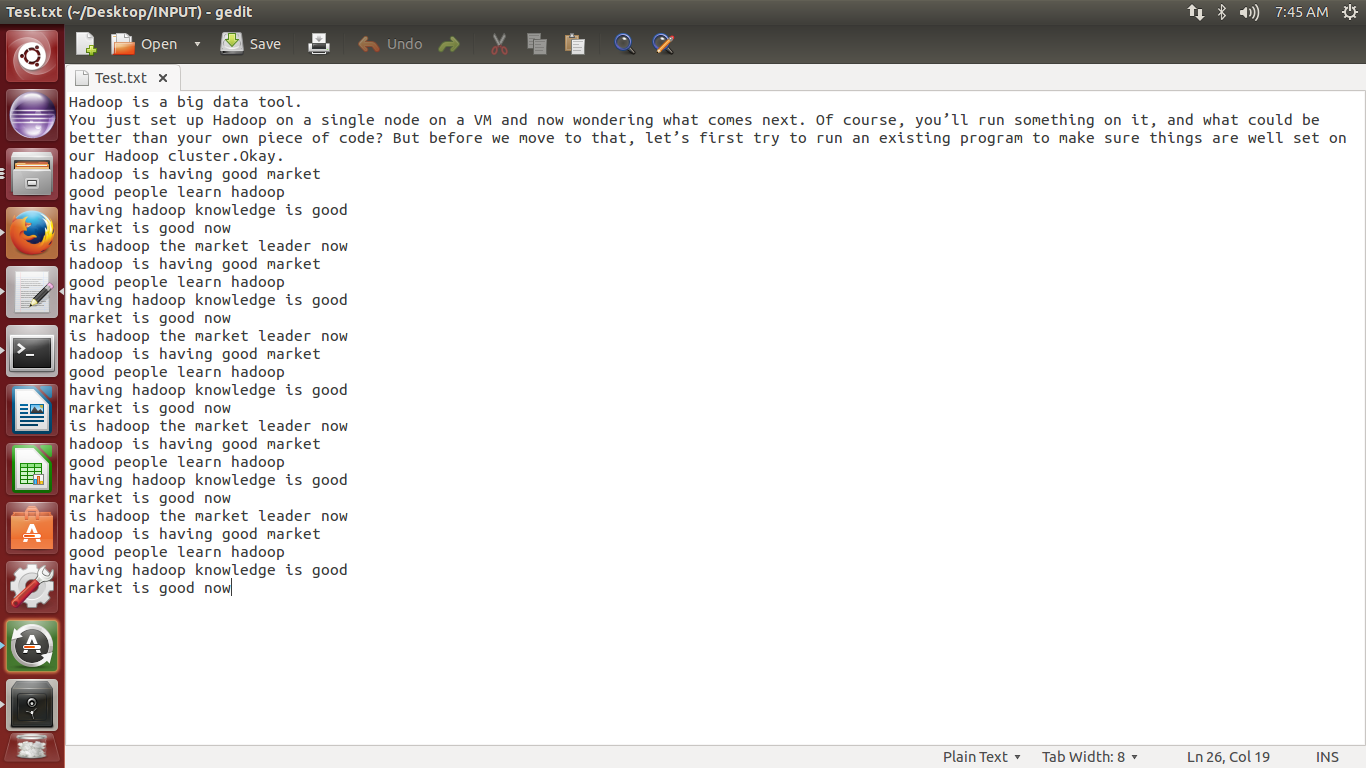 Test.txt (~/Desktop/INPUT) - gedit
7:45 AM
Open
Save
Undo
Test.txt
Hadoop is a big data tool.
You just set up Hadoop on a single node on a VM and now wondering what comes next. Of course, you’ll run something on it, and what could be
better than your own piece of code? But before we move to that, let’s first try to run an existing program to make sure things are well set on
our Hadoop cluster.Okay.
hadoop is having good market
good people learn hadoop
having hadoop knowledge is good
market is good now
is hadoop the market leader now
hadoop is having good market
good people learn hadoop
having hadoop knowledge is good
market is good now
is hadoop the market leader now
hadoop is having good market
good people learn hadoop
having hadoop knowledge is good
market is good now
is hadoop the market leader now
hadoop is having good market
good people learn hadoop
having hadoop knowledge is good
market is good now
is hadoop the market leader now
hadoop is having good market
good people learn hadoop
having hadoop knowledge is good
market is good now
Plain Text
Tab Width: 8
Ln 26, Col 19
INS